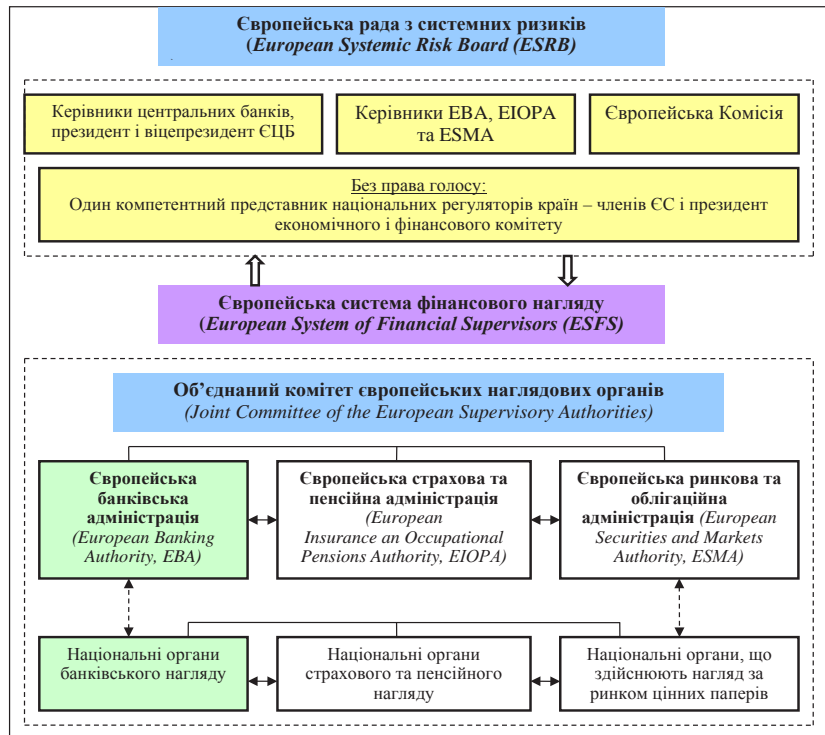 Європейська рада з системних ризиків
(European Systemic Risk Board (ESRB)
Керівники центральних банків,
президент і віцепрезидент ЄЦБ
Керівники EBA, EIOPA
та ESMA
Європейська Комісія
Без права голосу:
Один компетентний представник національних регуляторів країн – членів ЄС і президент
економічного і фінансового комітету
Європейська система фінансового нагляду
(European System of Financial Supervisors (ESFS)
Об’єднаний комітет європейських наглядових органів
(Joint Committee of the European Supervisory Authorities)
Європейська
банківська
адміністрація
(European Banking
Authority, EBA)
Європейська страхова та
пенсійна адміністрація
(European
Insurance an Occupational
Pensions Authority, EIOPA)
Європейська ринкова та
облігаційна
адміністрація (European
Securities and Markets
Authority, ESMA)
Національні органи
банківського нагляду
Національні органи
страхового та пенсійного
нагляду
Національні органи, що
здійснюють нагляд за
ринком цінних паперів